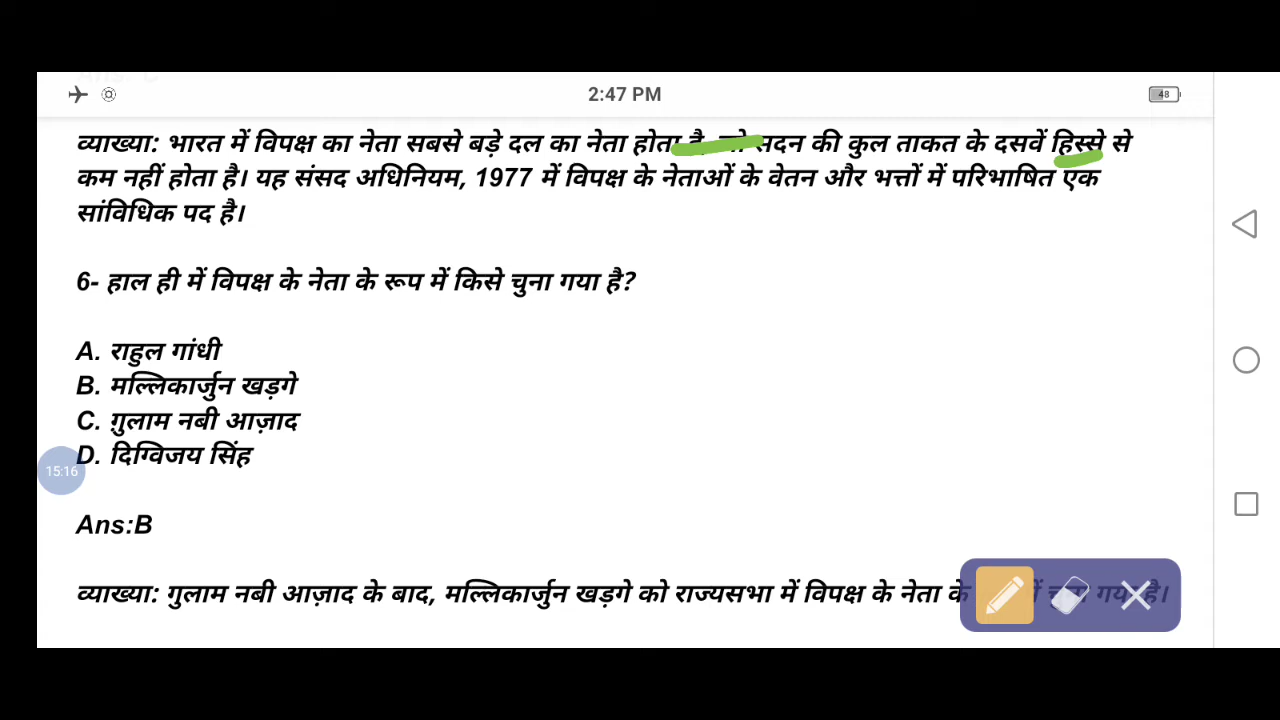 2:47 PM
48
व्याख्या: भारत में विपक्ष का नेता सबसे बड़े दल का नेता होता है, जो सदन की कुल ताकत के दसवें हिस्से से
कम नहीं होता है। यह संसद अधिनियम, 1977 में विपक्ष के नेताओं के वेतन और भत्तों में परिभाषित एक
सांविधिक पद है।
6- हाल ही में विपक्ष के नेता के रूप में किसे चुना गया है?
A. राहुल गांधी
B. मल्लिकार्जुन खड़गे
C. ग़ुलाम नबी आज़ाद
D. दिग्विजय सिंह
15:16
Ans:B
व्याख्या: गुलाम नबी आज़ाद के बाद, मल्लिकार्जुन खड़गे को राज्यसभा में विपक्ष के नेता के में चुना गया है।